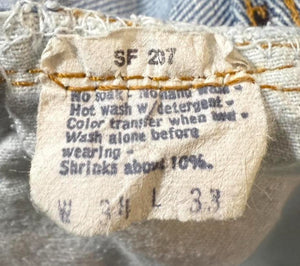 SF 207
No soak. No hand wash -
Hot wash w/detergent -
Color transfer when new -
Wash alone before
wearing -
Shrinks about 10%.
W 34 L 33